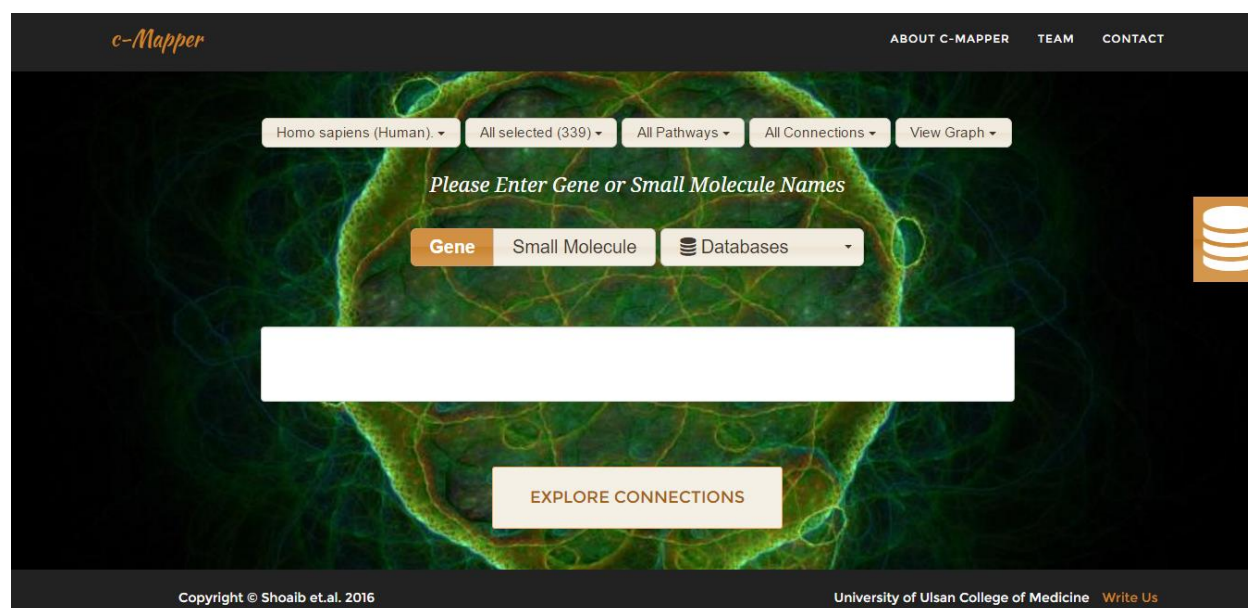 c-Mapper ABOUT C-MAPPER TEAM CONTACT
Homo sapiens (Human). All selected (339) All Pathways All Connections View Graph
Please Enter Gene or Small Molecule Names
Gene Small Molecule Databases
EXPLORE CONNECTIONS
Copyright © Shoaib et.al. 2016 University of Ulsan College of Medicine Write Us